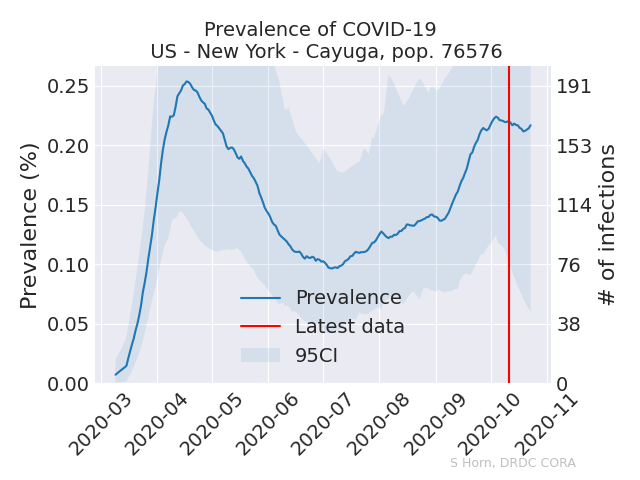 Prevalence of COVID-19
US - New York - Cayuga, pop. 76576
Prevalence (%)
0.25
0.20
0.15
0.10
0.05
0.00
191
153
114
76
38
0
# of infections
Prevalence
Latest data
95CI
2020-03
2020-04
2020-05
2020-06
2020-07
2020-08
2020-09
2020-10
2020-11
S Horn, DRDC CORA